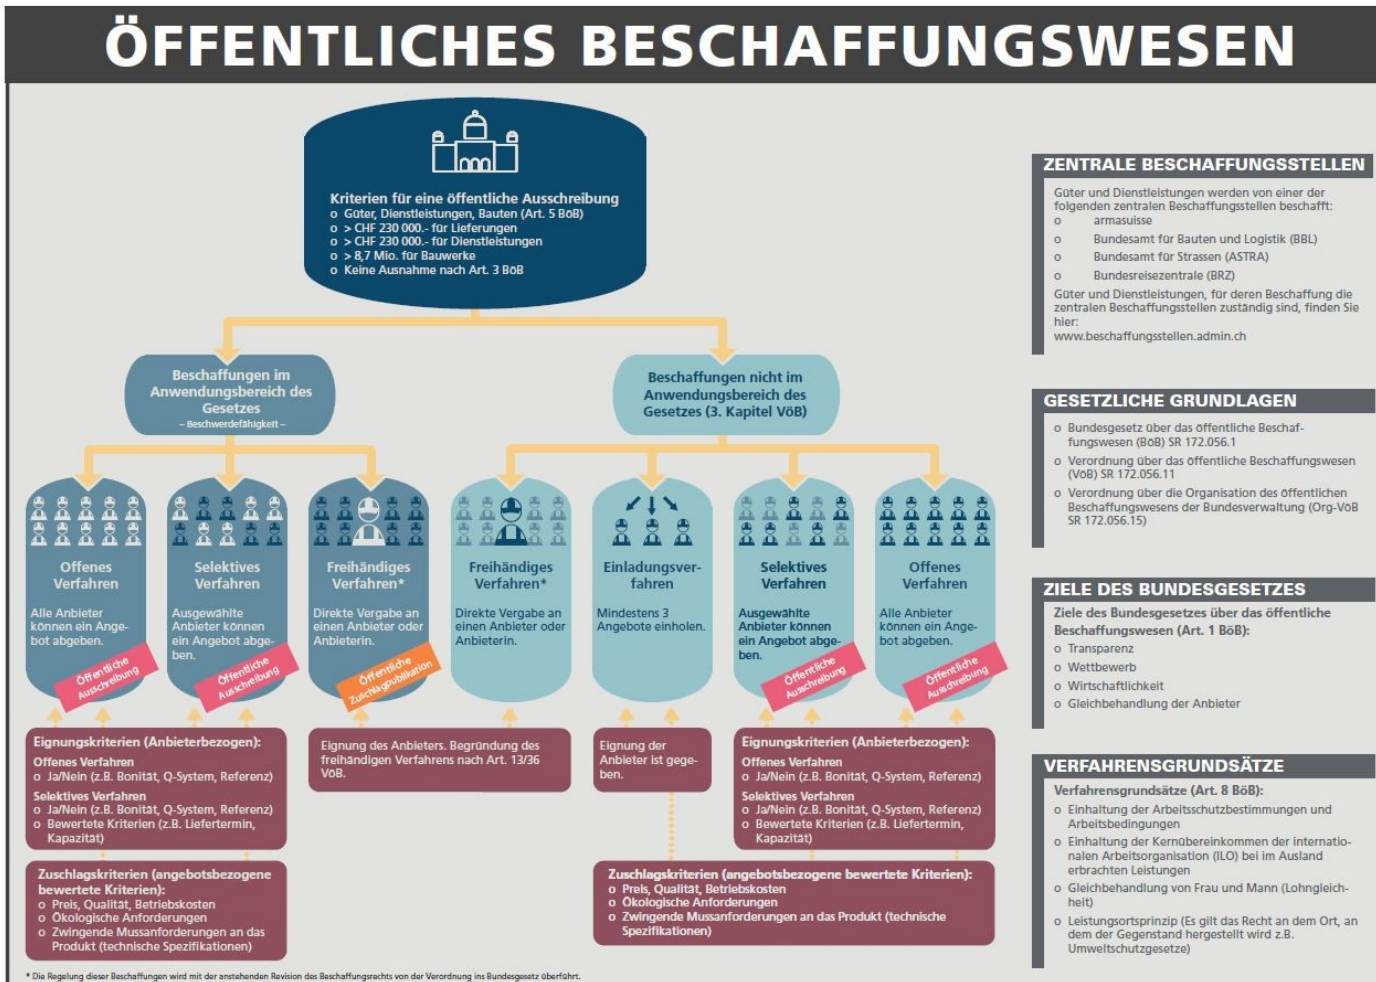 ÖFFENTLICHES BESCHAFFUNGSWESEN
Kriterien für eine öffentliche Ausschreibung
o Güter, Dienstleistungen, Bauten (Art. 5 BöB)
o > CHF 230 000.- für Lieferungen
o > CHF 230 000.- für Dienstleistungen
o > 8,7 Mio. für Bauwerke
o Keine Ausnahme nach Art. 3 BöB
Beschaffungen im
Anwendungsbereich des
Gesetzes
– Beschwerdefähigkeit –
Beschaffungen nicht im
Anwendungsbereich des
Gesetzes (3. Kapitel VöB)
Offenes
Verfahren
Alle Anbieter
können ein Ange-
bot abgeben.
Öffentliche
Ausschreibung
Selektives
Verfahren
Ausgewählte
Anbieter können
ein Angebot abge-
ben.
Öffentliche
Ausschreibung
Freihändiges
Verfahren*
Direkte Vergabe an
einen Anbieter oder
Anbieterin.
Öffentliche
Zuschlagpublikation
Freihändiges
Verfahren*
Direkte Vergabe an
einen Anbieter oder
Anbieterin.
Einladungsver-
fahren
Mindestens 3
Angebote einholen.
Selektives
Verfahren
Ausgewählte
Anbieter können
ein Angebot abge-
ben.
Öffentliche
Ausschreibung
Offenes
Verfahren
Alle Anbieter
können ein Ange-
bot abgeben.
Öffentliche
Ausschreibung
Eignungskriterien (Anbieterbezogen):
Offenes Verfahren
o Ja/Nein (z.B. Bonität, Q-System, Referenz)
Selektives Verfahren
o Ja/Nein (z.B. Bonität, Q-System, Referenz)
o Bewertete Kriterien (z.B. Liefertermin,
Kapazität)
Eignung des Anbieters. Begründung des
freihändigen Verfahrens nach Art. 13/36
VöB.
Eignung der
Anbieter ist gege-
ben.
Eignungskriterien (Anbieterbezogen):
Offenes Verfahren
o Ja/Nein (z.B. Bonität, Q-System, Referenz)
Selektives Verfahren
o Ja/Nein (z.B. Bonität, Q-System, Referenz)
o Bewertete Kriterien (z.B. Liefertermin,
Kapazität)
Zuschlagskriterien (angebotsbezogene
bewertete Kriterien):
o Preis, Qualität, Betriebskosten
o Ökologische Anforderungen
o Zwingende Mussanforderungen an das
Produkt (technische Spezifikationen)
Zuschlagskriterien (angebotsbezogene bewertete Kriterien):
o Preis, Qualität, Betriebskosten
o Ökologische Anforderungen
o Zwingende Mussanforderungen an das Produkt (technische
Spezifikationen)
* Die Regelung dieser Beschaffungen wird mit der anstehenden Revision des Beschaffungsrechts von der Verordnung ins Bundesgesetz überführt.
ZENTRALE BESCHAFFUNGSSTELLEN
Güter und Dienstleistungen werden von einer der
folgenden zentralen Beschaffungsstellen beschafft:
o armasuisse
o Bundesamt für Bauten und Logistik (BBL)
o Bundesamt für Strassen (ASTRA)
o Bundesreisezentrale (BRZ)
Güter und Dienstleistungen, für deren Beschaffung die
zentralen Beschaffungsstellen zuständig sind, finden Sie
hier:
www.beschaffungsstellen.admin.ch
GESETZLICHE GRUNDLAGEN
o Bundesgesetz über das öffentliche Beschaf-
fungswesen (BöB) SR 172.056.1
o Verordnung über das öffentliche Beschaffungswesen
(VöB) SR 172.056.11
o Verordnung über die Organisation des öffentlichen
Beschaffungswesens der Bundesverwaltung (Org-VöB
SR 172.056.15)
ZIELE DES BUNDESGESETZES
Ziele des Bundesgesetzes über das öffentliche
Beschaffungswesen (Art. 1 BöB):
o Transparenz
o Wettbewerb
o Wirtschaftlichkeit
o Gleichbehandlung der Anbieter
VERFAHRENSGRUNDSÄTZE
Verfahrensgrundsätze (Art. 8 BöB):
o Einhaltung der Arbeitsschutzbestimmungen und
Arbeitsbedingungen
o Einhaltung der Kernübereinkommen der internatio-
nalen Arbeitsorganisation (ILO) bei im Ausland
erbrachten Leistungen
o Gleichbehandlung von Frau und Mann (Lohngleich-
heit)
o Leistungsortsprinzip (Es gilt das Recht an dem Ort, an
dem der Gegenstand hergestellt wird z.B.
Umweltschutzgesetze)